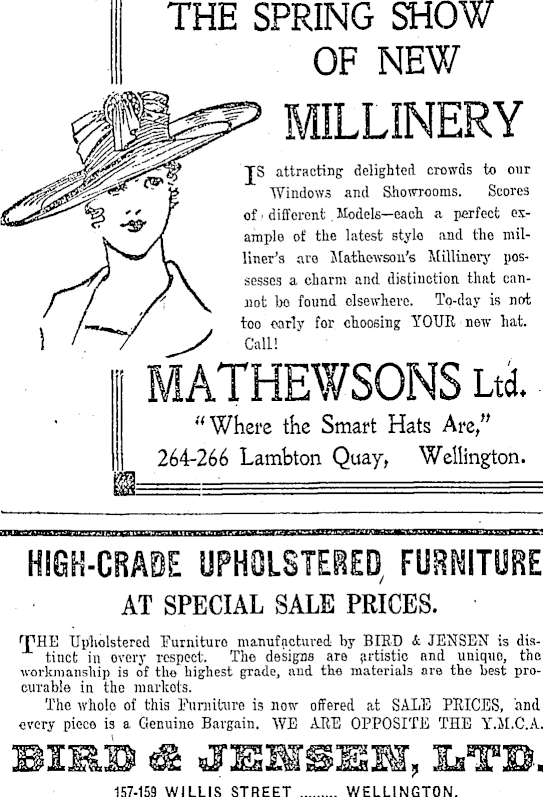 THE SPRING SHOW
OF NEW
MILLINERY
IS attracting delighted crowds to our
Windows and Showrooms. Scores
of different Models—each a perfect ex-
ample of the latest style and the mil-
liner's are Mathewson's Millinery pos-
sesses a charm and distinction that can-
not be found elsewhere. To-day is not
too early for choosing YOUR new hat.
Call!
MATHEWSONS Ltd.
"Where the Smart Hats Are,"
264-266 Lambton Quay, Wellington.
HIGH-CRADE UPHOLSTERED FURNITURE
AT SPECIAL SALE PRICES.
THE Upholstered Furniture manufactured by BIRD & JENSEN is dis-
tinct in every respect. The designs are artistic and unique, the
workmanship is of the highest grade, and the materials are the best pro-
curable in the markets.
The whole of this Furniture is now offered at SALE PRICES, and
every piece is a Genuine Bargain. WE ARE OPPOSITE THE Y.M.C.A.
BIRD & JENSEN, LTD.
157-159 WILLIS STREET ......... WELLINGTON.